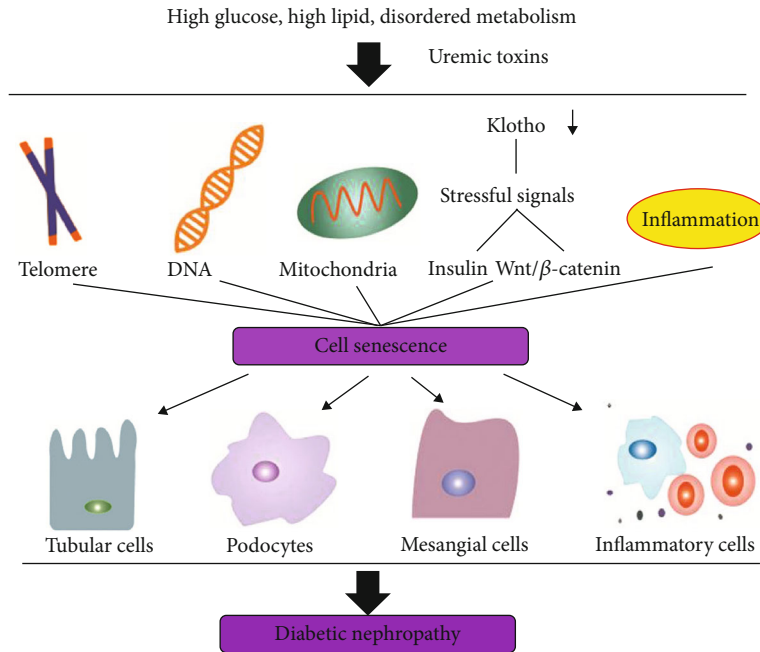 High glucose, high lipid, disordered metabolism
Uremic toxins
Klotho ↓
Stressful signals
Inflammation
Telomere
DNA
Mitochondria
Insulin
Wnt/β-catenin
Cell senescence
Tubular cells
Podocytes
Mesangial cells
Inflammatory cells
Diabetic nephropathy